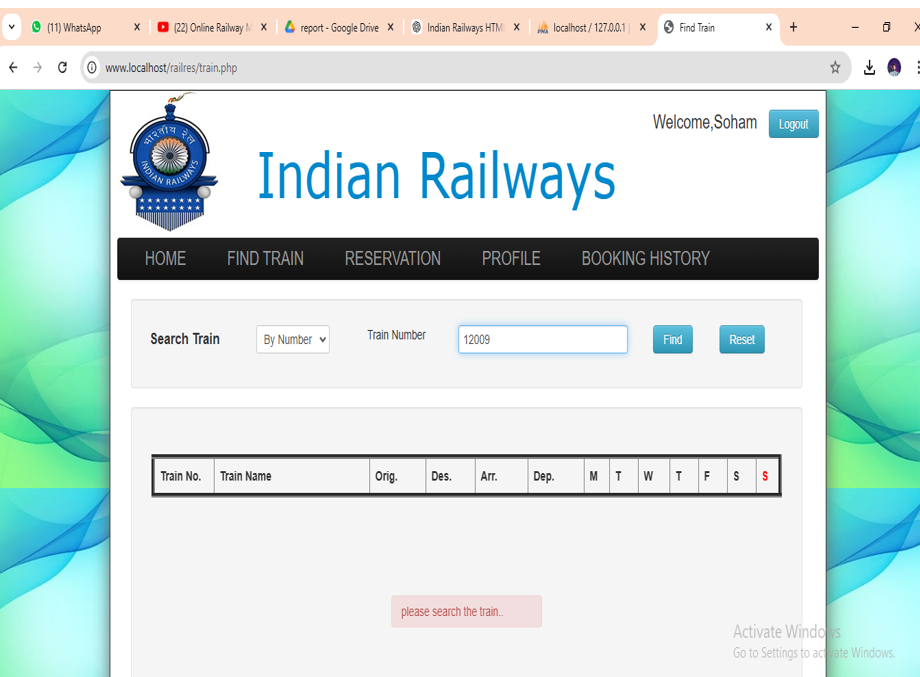 (11) WhatsApp
(22) Online Railway M
report - Google Drive
Indian Railways HTML
localhost / 127.0.0.1 |
Find Train
www.localhost/railres/train.php
भारतीय रेल
INDIAN RAILWAYS
Indian Railways
Welcome,Soham
Logout
HOME FIND TRAIN RESERVATION PROFILE BOOKING HISTORY
Search Train By Number Train Number 12009 Find Reset
Train No. Train Name Orig. Des. Arr. Dep. M T W T F S S
please search the train..
Activate Windows
Go to Settings to activate Windows.